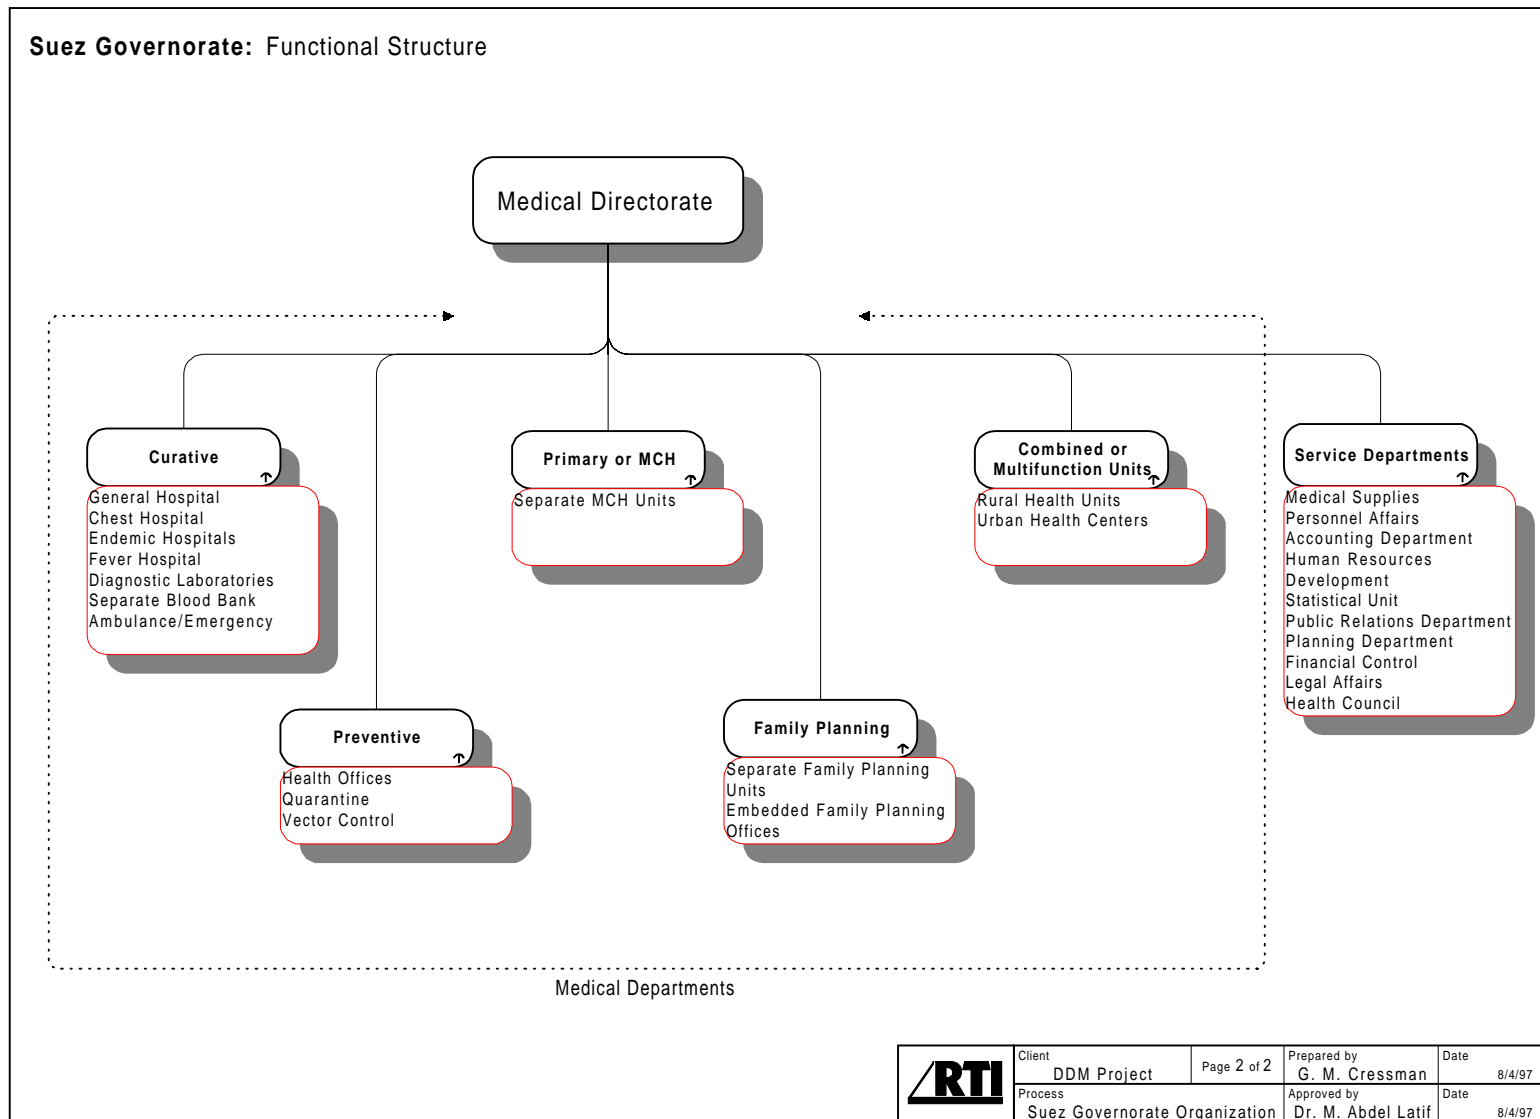 Suez Governorate: Functional Structure
Medical Directorate
Curative
General Hospital
Chest Hospital
Endemic Hospitals
Fever Hospital
Diagnostic Laboratories
Separate Blood Bank
Ambulance/Emergency
Primary or MCH
Separate MCH Units
Combined or
Multifunction Units
Rural Health Units
Urban Health Centers
Service Departments
Medical Supplies
Personnel Affairs
Accounting Department
Human Resources
Development
Statistical Unit
Public Relations Department
Planning Department
Financial Control
Legal Affairs
Health Council
Preventive
Health Offices
Quarantine
Vector Control
Family Planning
Separate Family Planning
Units
Embedded Family Planning
Offices
Medical Departments
RTI
Client
DDM Project
Page 2 of 2
Prepared by
G. M. Cressman
Date
8/4/97
Process
Suez Governorate Organization
Approved by
Dr. M. Abdel Latif
Date
8/4/97